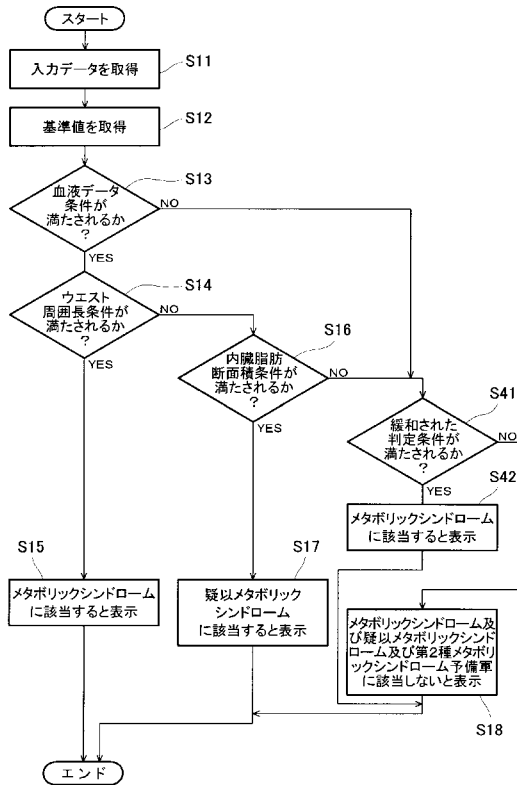 スタート
入力データを取得
S11
基準値を取得
S12
血液データ
条件が
満たされるか
?
S13
NO
YES
ウエスト
周囲長条件が
満たされるか
?
S14
NO
YES
内臓脂肪
断面積条件が
満たされるか
?
S16
NO
YES
緩和された
判定条件が
満たされるか
?
S41
NO
YES
S42
メタボリックシンドローム
に該当すると表示
S15
メタボリックシンドローム
に該当すると表示
S17
疑似メタボリック
シンドローム
に該当すると表示
メタボリックシンドローム及
び疑似メタボリックシンド
ローム及び第2種メタボ
リックシンドローム予備軍
に該当しないと表示
S18
エンド